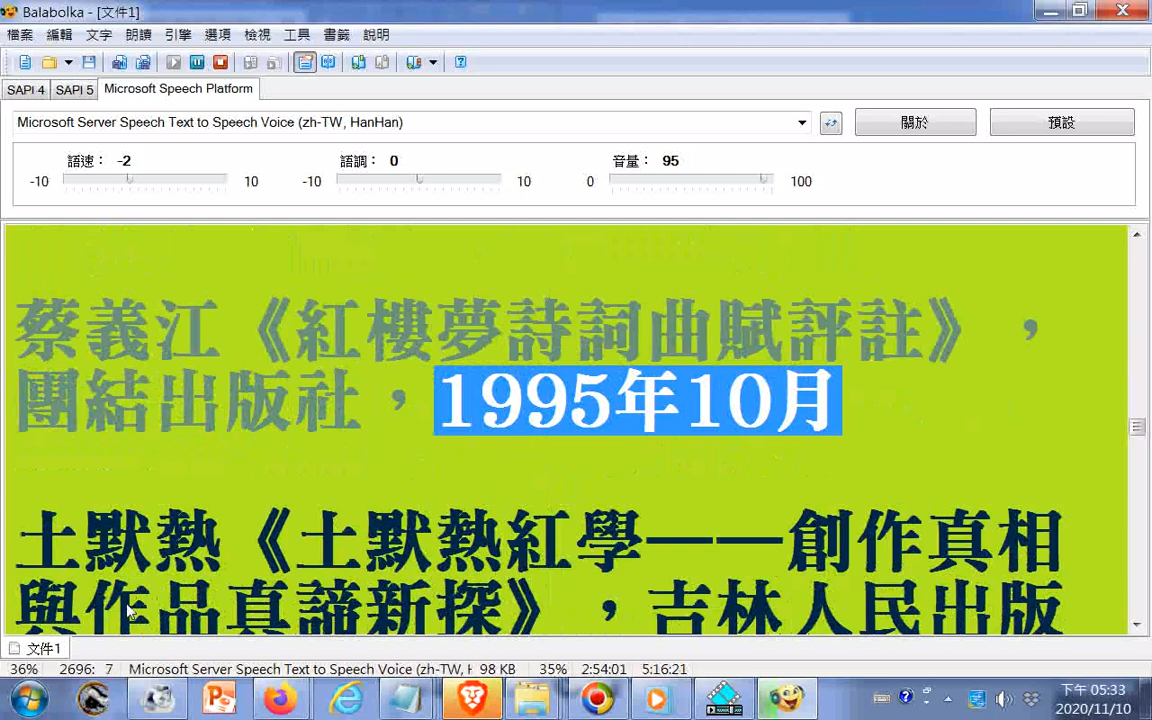 Balabolka - [文件1]
檔案 編輯 文字 朗讀 引擎 選項 檢視 工具 書籤 說明
SAPI 4 SAPI 5 Microsoft Speech Platform
Microsoft Server Speech Text to Speech Voice (zh-TW, HanHan) 關於 預設
語速： -2 語調： 0 音量： 95
-10 10 -10 10 0 100
蔡義江《紅樓夢詩詞曲賦評註》，
團結出版社，1995年10月
土默熱《土默熱紅學——創作真相
與作品真諦新探》，吉林人民出版
文件1
36% 2696: 7 Microsoft Server Speech Text to Speech Voice (zh-TW, H 98 KB 35% 2:54:01 5:16:21
下午 05:33
2020/11/10